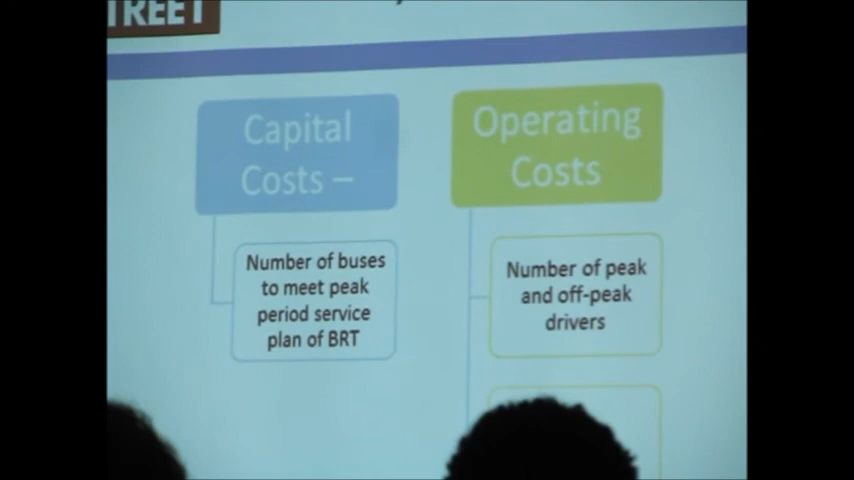 TREET
Capital
Costs –
Operating
Costs
Number of buses
to meet peak
period service
plan of BRT
Number of peak
and off-peak
drivers